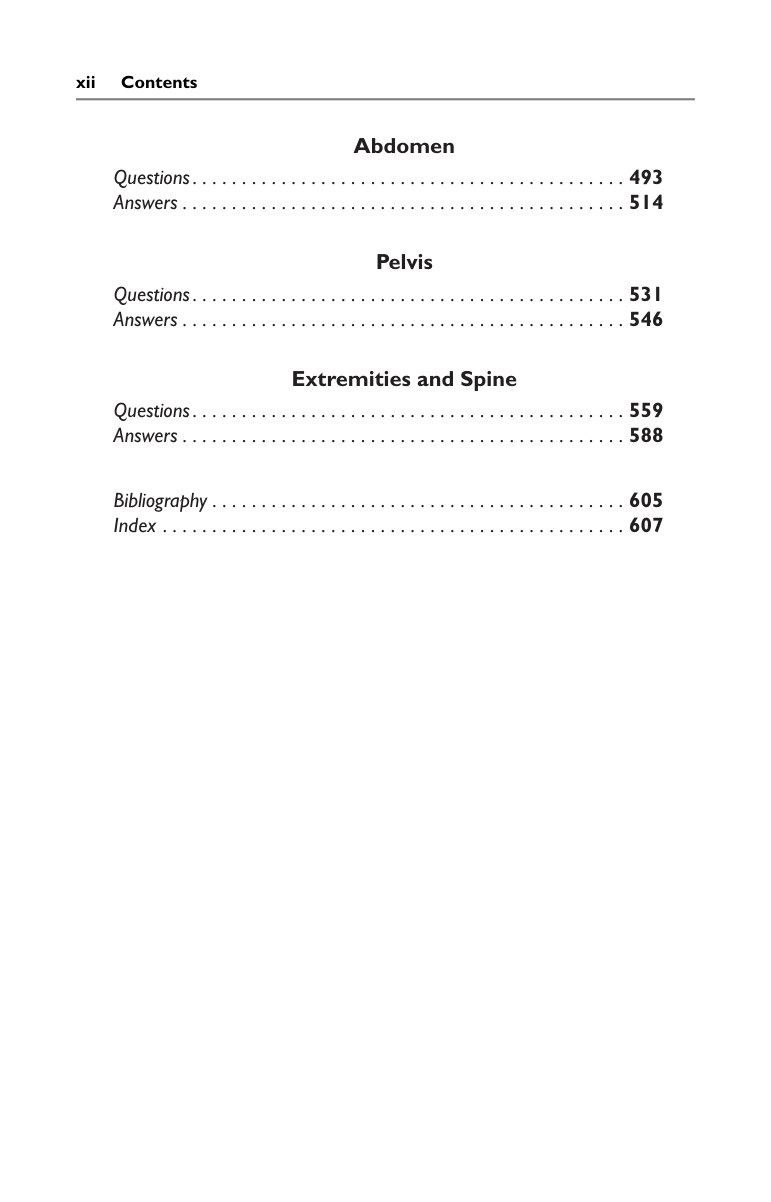 xii Contents
Abdomen
Questions. . . . . . . . . . . . . . . . . . . . . . . . . . . . . . . . . . . . . . . . . . . . 493
Answers . . . . . . . . . . . . . . . . . . . . . . . . . . . . . . . . . . . . . . . . . . . . . 514
Pelvis
Questions. . . . . . . . . . . . . . . . . . . . . . . . . . . . . . . . . . . . . . . . . . . . 531
Answers . . . . . . . . . . . . . . . . . . . . . . . . . . . . . . . . . . . . . . . . . . . . . 546
Extremities and Spine
Questions. . . . . . . . . . . . . . . . . . . . . . . . . . . . . . . . . . . . . . . . . . . . 559
Answers . . . . . . . . . . . . . . . . . . . . . . . . . . . . . . . . . . . . . . . . . . . . . 588
Bibliography . . . . . . . . . . . . . . . . . . . . . . . . . . . . . . . . . . . . . . . . . . 605
Index . . . . . . . . . . . . . . . . . . . . . . . . . . . . . . . . . . . . . . . . . . . . . . . 607